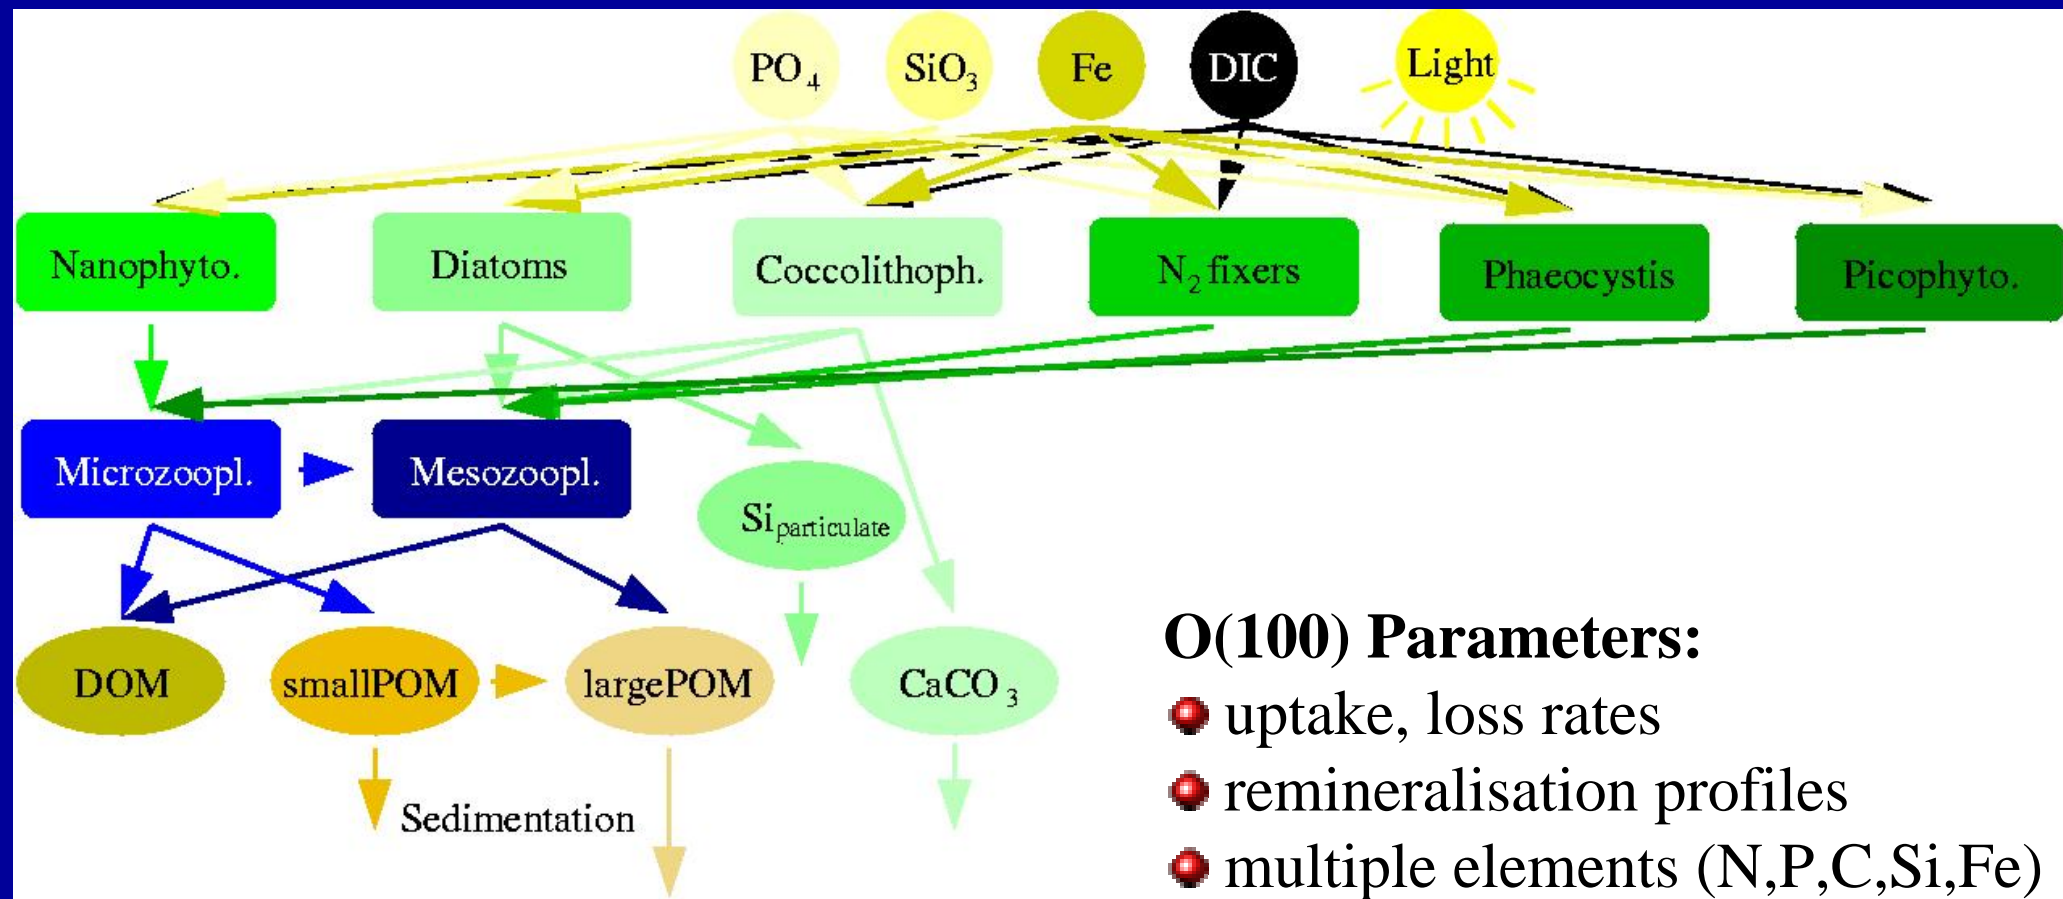 PO4 SiO3 Fe DIC Light
Nanophyto. Diatoms Coccolithoph. N2 fixers Phaeocystis Picophyto.
Microzoopl. Mesozoopl.
Siparticulate
DOM smallPOM largePOM CaCO3
Sedimentation
O(100) Parameters:
uptake, loss rates
remineralisation profiles
multiple elements (N,P,C,Si,Fe)